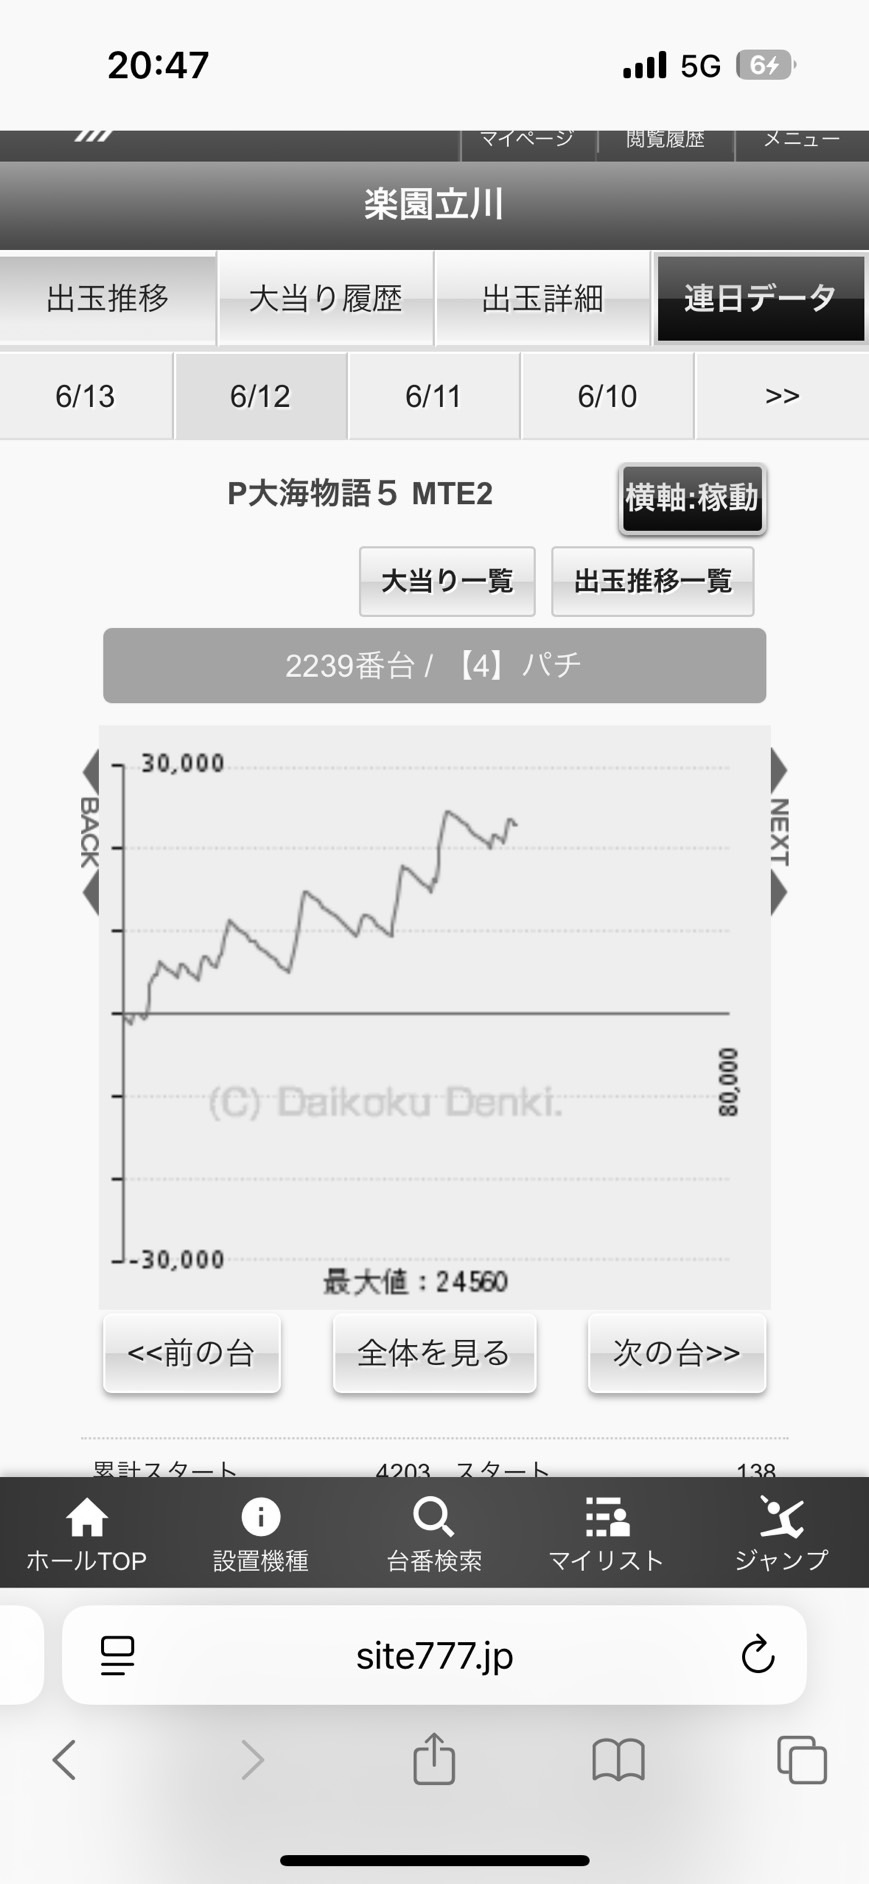 20:47 5G 6
マイページ 閲覧履歴 メニュー
楽園立川
出玉推移 大当り履歴 出玉詳細 連日データ
6/13 6/12 6/11 6/10 >>
P大海物語５ MTE2 横軸:稼動
大当り一覧 出玉推移一覧
2239番台 / 【4】パチ
30,000
BACK
NEXT
80,000
(C) Daikoku Denki.
-30,000
最大値：24560
<<前の台 全体を見る 次の台>>
累計スタート 4203 スタート 138
ホールTOP 設置機種 台番検索 マイリスト ジャンプ
site777.jp